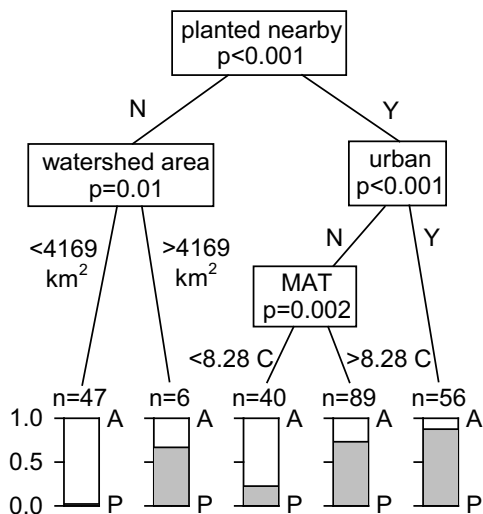 planted nearby
p<0.001
N
Y
watershed area
p=0.01
urban
p<0.001
<4169
km²
>4169
km²
N
Y
MAT
p=0.002
<8.28 C
>8.28 C
n=47
n=6
n=40
n=89
n=56
1.0
A
A
A
A
A
0.5
0.0
P
P
P
P
P